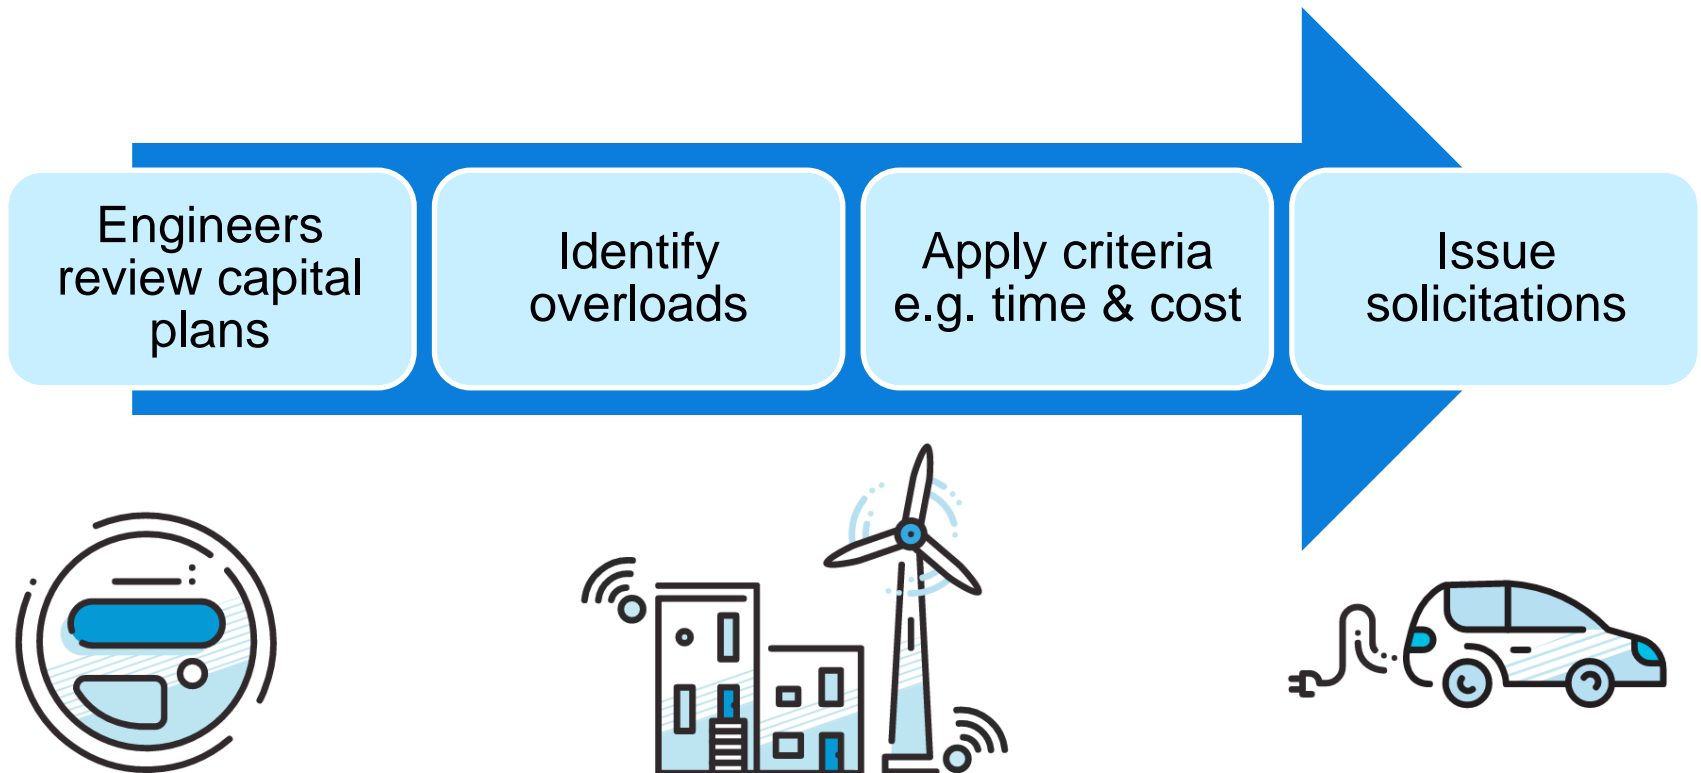 Engineers
review capital
plans
Identify
overloads
Apply criteria
e.g. time & cost
Issue
solicitations